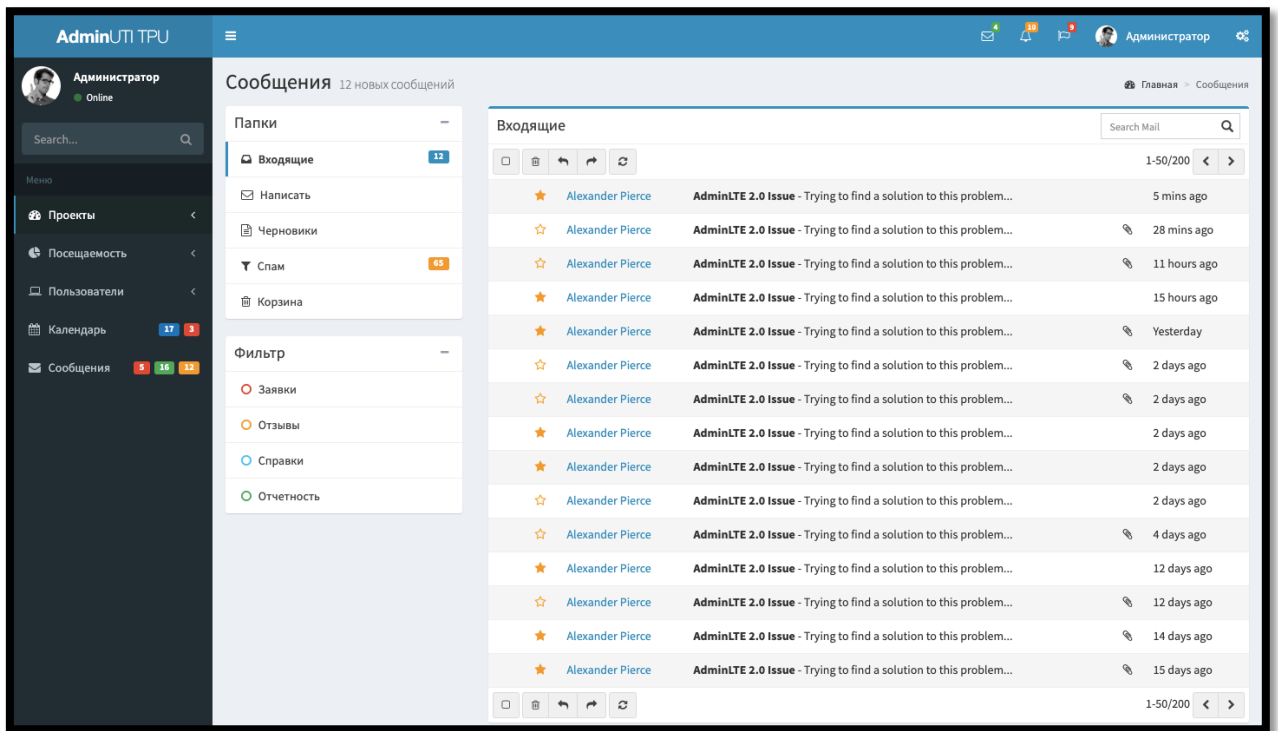 AdminUTI TPU
4 10 9 Администратор
Администратор
Online
Search...
Меню
Проекты
Посещаемость
Пользователи
Календарь 17 3
Сообщения 5 16 12
Сообщения 12 новых сообщений
Главная > Сообщения
Папки
Входящие 12
Написать
Черновики
Спам 65
Корзина
Фильтр
Заявки
Отзывы
Справки
Отчетность
Входящие
Search Mail
1-50/200
Alexander Pierce AdminLTE 2.0 Issue - Trying to find a solution to this problem... 5 mins ago
Alexander Pierce AdminLTE 2.0 Issue - Trying to find a solution to this problem... 28 mins ago
Alexander Pierce AdminLTE 2.0 Issue - Trying to find a solution to this problem... 11 hours ago
Alexander Pierce AdminLTE 2.0 Issue - Trying to find a solution to this problem... 15 hours ago
Alexander Pierce AdminLTE 2.0 Issue - Trying to find a solution to this problem... Yesterday
Alexander Pierce AdminLTE 2.0 Issue - Trying to find a solution to this problem... 2 days ago
Alexander Pierce AdminLTE 2.0 Issue - Trying to find a solution to this problem... 2 days ago
Alexander Pierce AdminLTE 2.0 Issue - Trying to find a solution to this problem... 2 days ago
Alexander Pierce AdminLTE 2.0 Issue - Trying to find a solution to this problem... 2 days ago
Alexander Pierce AdminLTE 2.0 Issue - Trying to find a solution to this problem... 2 days ago
Alexander Pierce AdminLTE 2.0 Issue - Trying to find a solution to this problem... 4 days ago
Alexander Pierce AdminLTE 2.0 Issue - Trying to find a solution to this problem... 12 days ago
Alexander Pierce AdminLTE 2.0 Issue - Trying to find a solution to this problem... 12 days ago
Alexander Pierce AdminLTE 2.0 Issue - Trying to find a solution to this problem... 14 days ago
Alexander Pierce AdminLTE 2.0 Issue - Trying to find a solution to this problem... 15 days ago
1-50/200